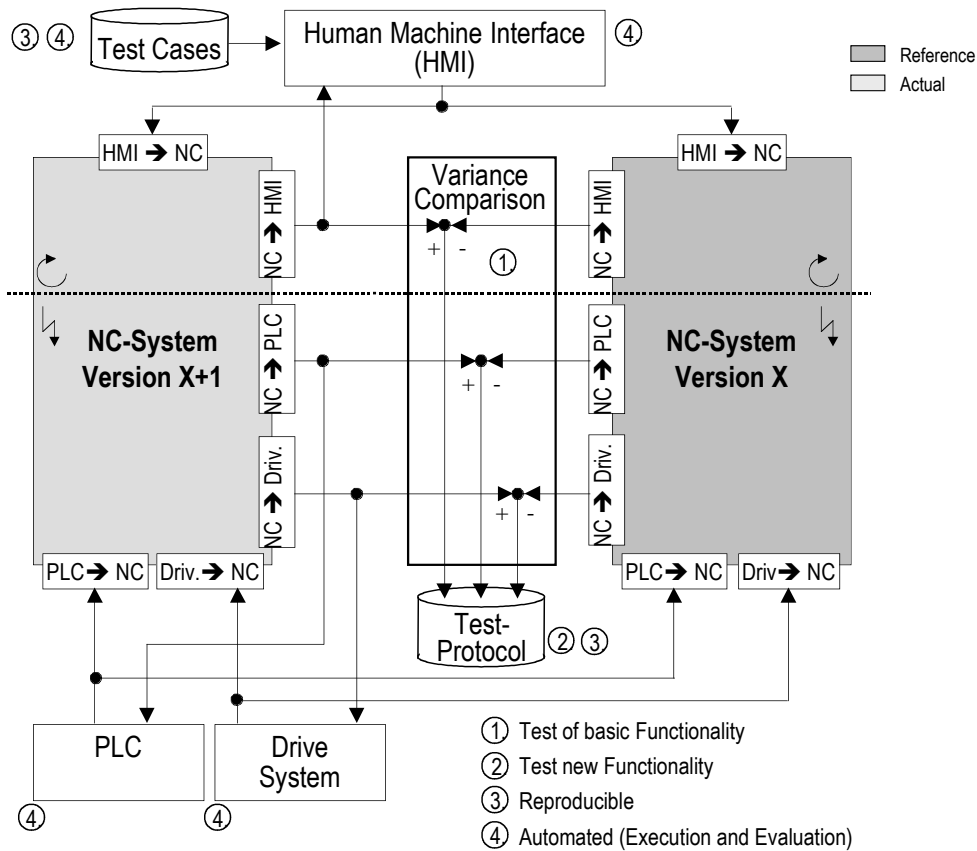 3. 4.
Test Cases
Human Machine Interface
(HMI)
4.
Reference
Actual
HMI ➔ NC
HMI ➔ NC
NC ➔ HMI
Variance
Comparison
NC ➔ HMI
+ -
1.
NC-System
Version X+1
NC ➔ PLC
NC ➔ PLC
NC-System
Version X
+ -
NC ➔ Driv.
NC ➔ Driv.
+ -
PLC ➔ NC
Driv. ➔ NC
PLC ➔ NC
Driv ➔ NC
Test-
Protocol
2 3
PLC
Drive
System
4.
4.
1. Test of basic Functionality
2 Test new Functionality
3 Reproducible
4. Automated (Execution and Evaluation)